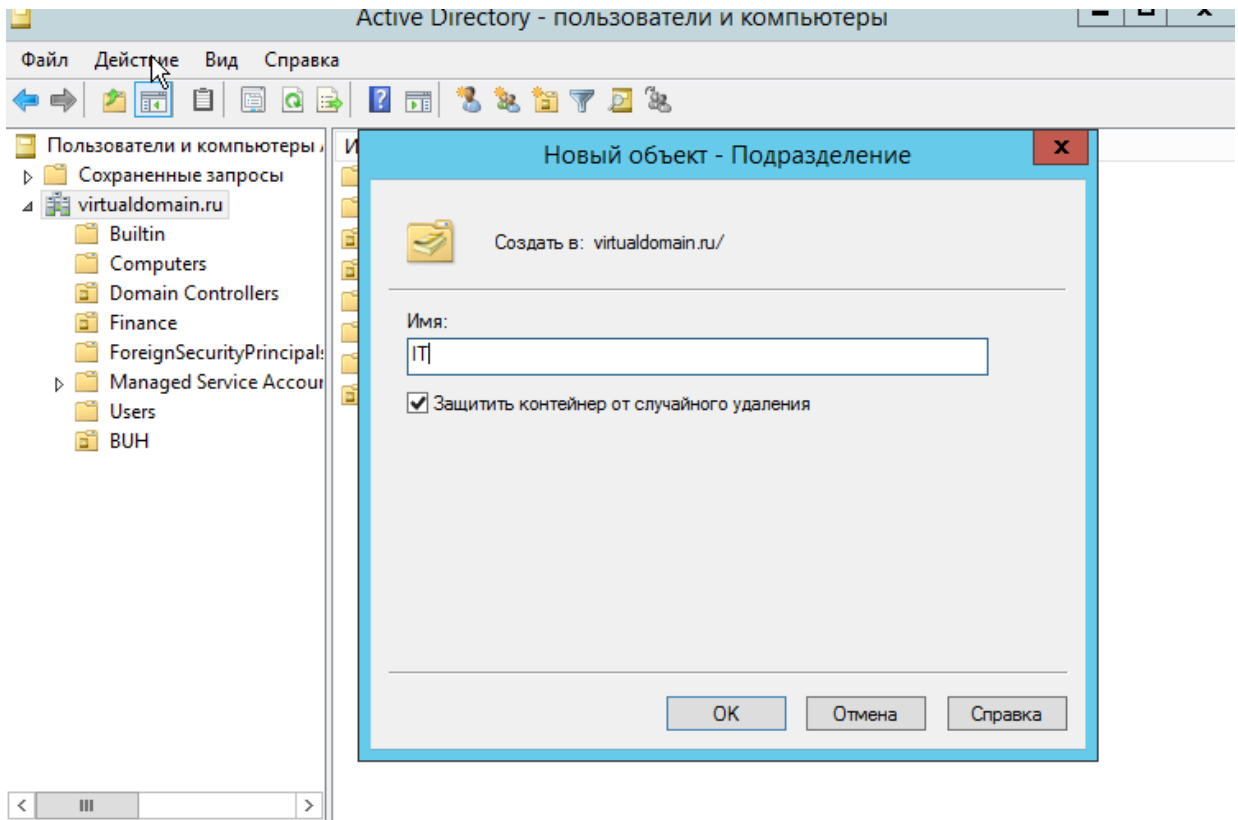 Active Directory - пользователи и компьютеры
Файл Действие Вид Справка
Пользователи и компьютеры
Сохраненные запросы
virtualdomain.ru
Builtin
Computers
Domain Controllers
Finance
ForeignSecurityPrincipals
Managed Service Accour
Users
BUH
И
Новый объект - Подразделение
Создать в: virtualdomain.ru/
Имя:
IT
Защитить контейнер от случайного удаления
OK Отмена Справка